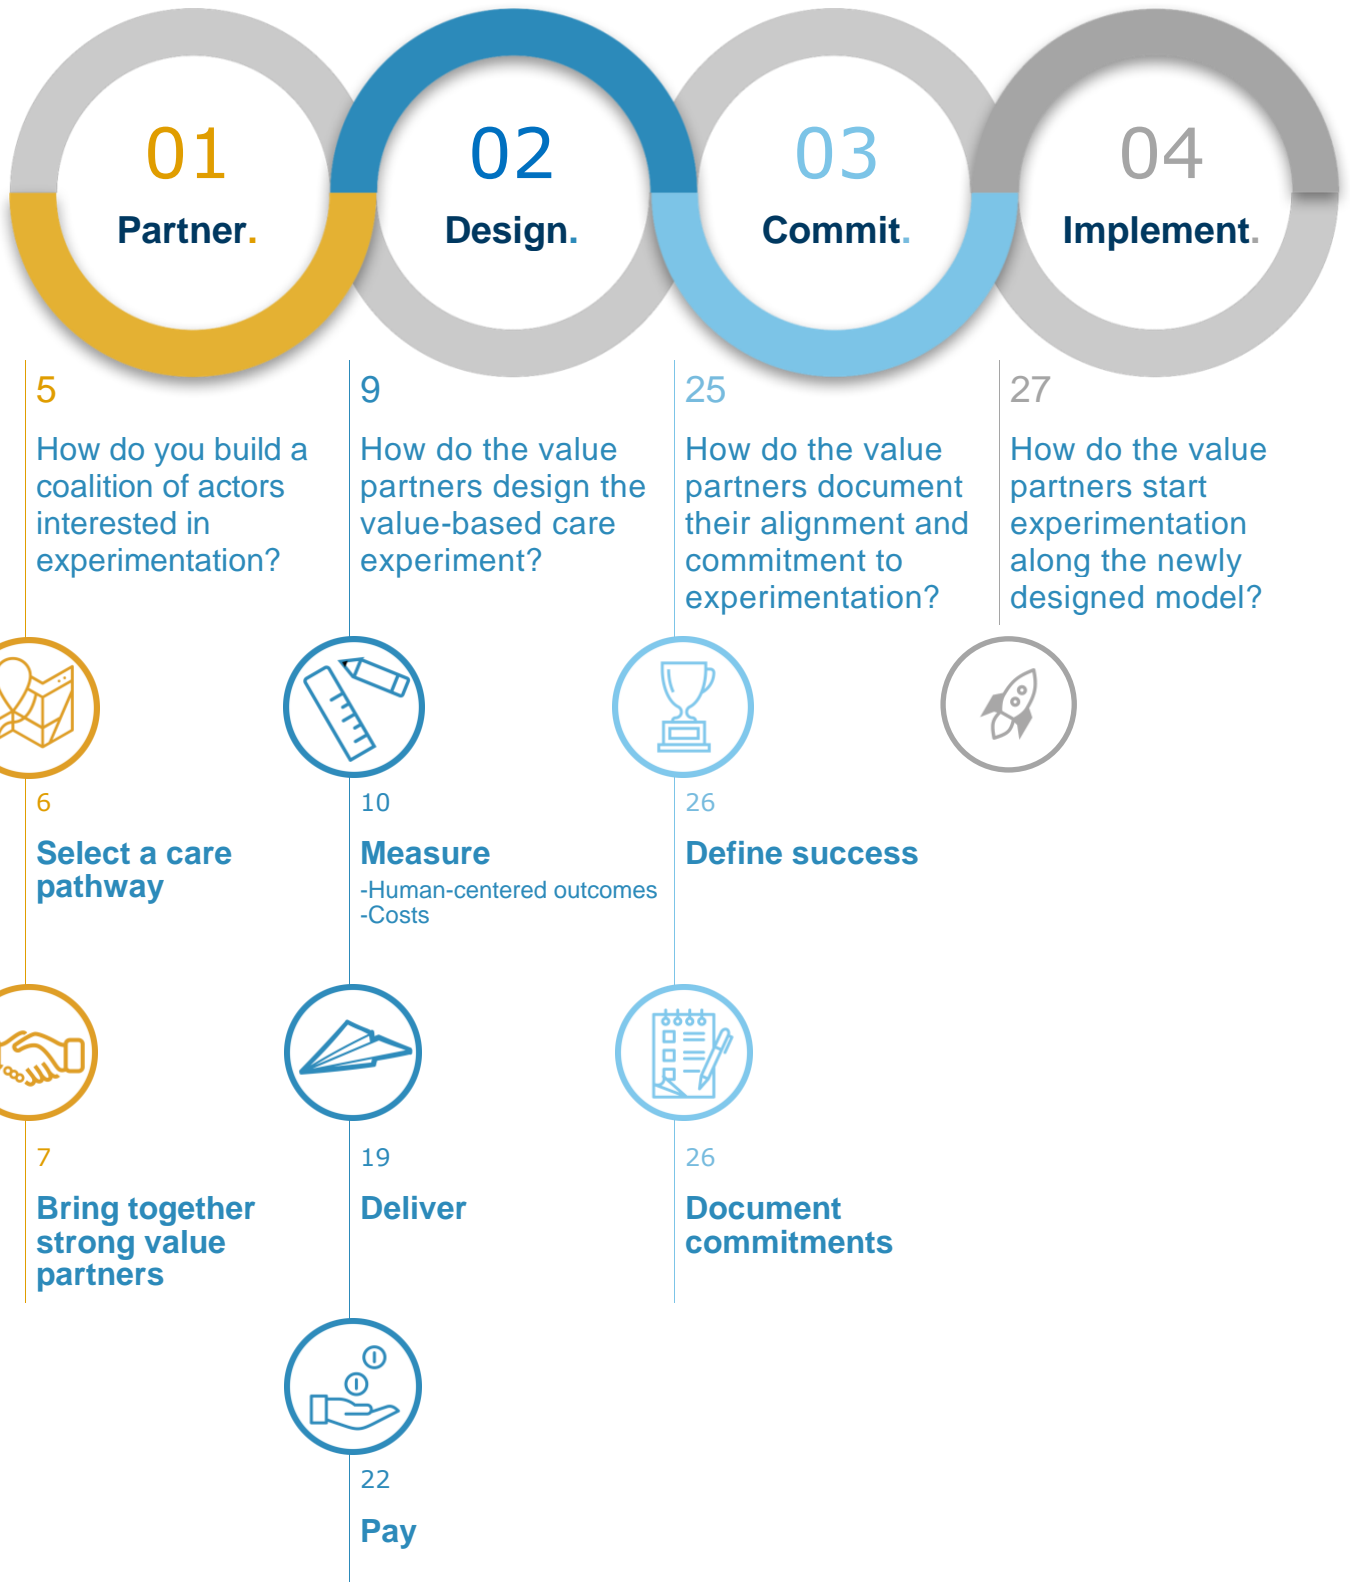 01
Partner.
02
Design.
03
Commit.
04
Implement.
5
How do you build a
coalition of actors
interested in
experimentation?
6
Select a care
pathway
7
Bring together
strong value
partners
9
How do the value
partners design the
value-based care
experiment?
10
Measure
-Human-centered outcomes
-Costs
19
Deliver
22
Pay
25
How do the value
partners document
their alignment and
commitment to
experimentation?
26
Define success
26
Document
commitments
27
How do the value
partners start
experimentation
along the newly
designed model?